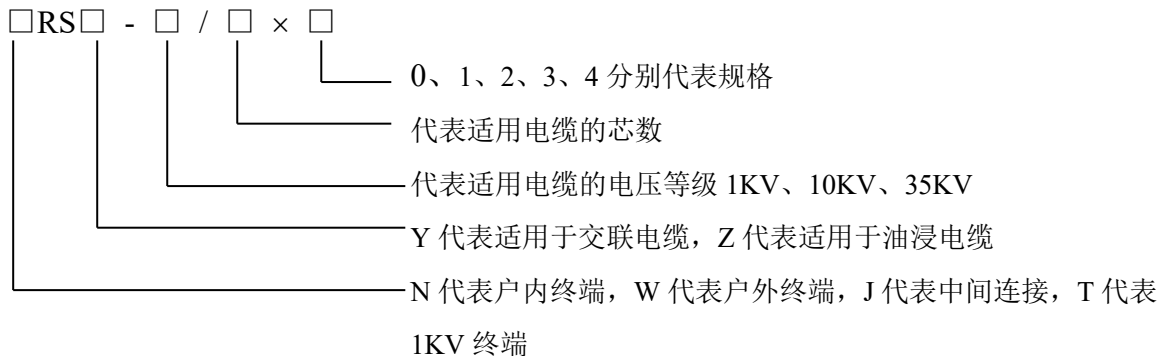 □RS□ - □ / □ × □
0、1、2、3、4 分别代表规格
代表适用电缆的芯数
代表适用电缆的电压等级 1KV、10KV、35KV
Y 代表适用于交联电缆，Z 代表适用于油浸电缆
N 代表户内终端，W 代表户外终端，J 代表中间连接，T 代表
1KV 终端